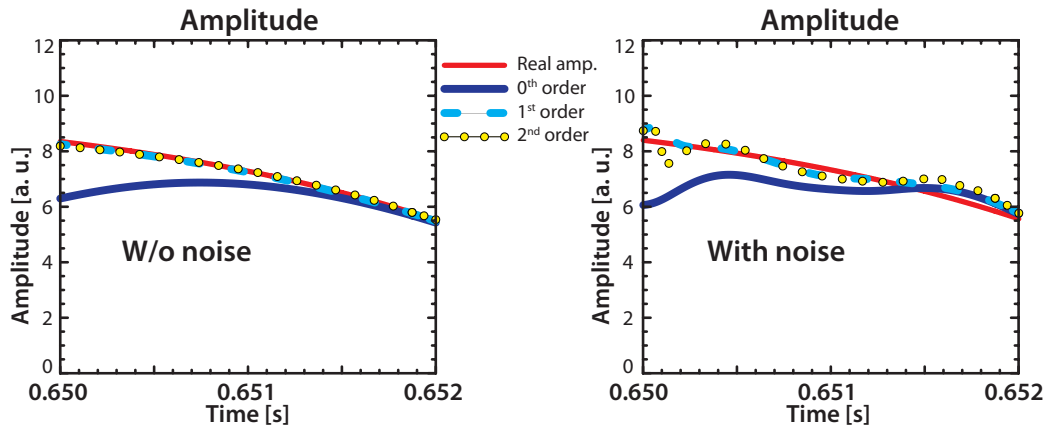 Amplitude
12
10
8
6
4
2
0
0.650
0.651
0.652
Time [s]
Amplitude [a. u.]
W/o noise
Real amp.
0th order
1st order
2nd order
Amplitude
12
10
8
6
4
2
0
0.650
0.651
0.652
Time [s]
Amplitude [a. u.]
With noise